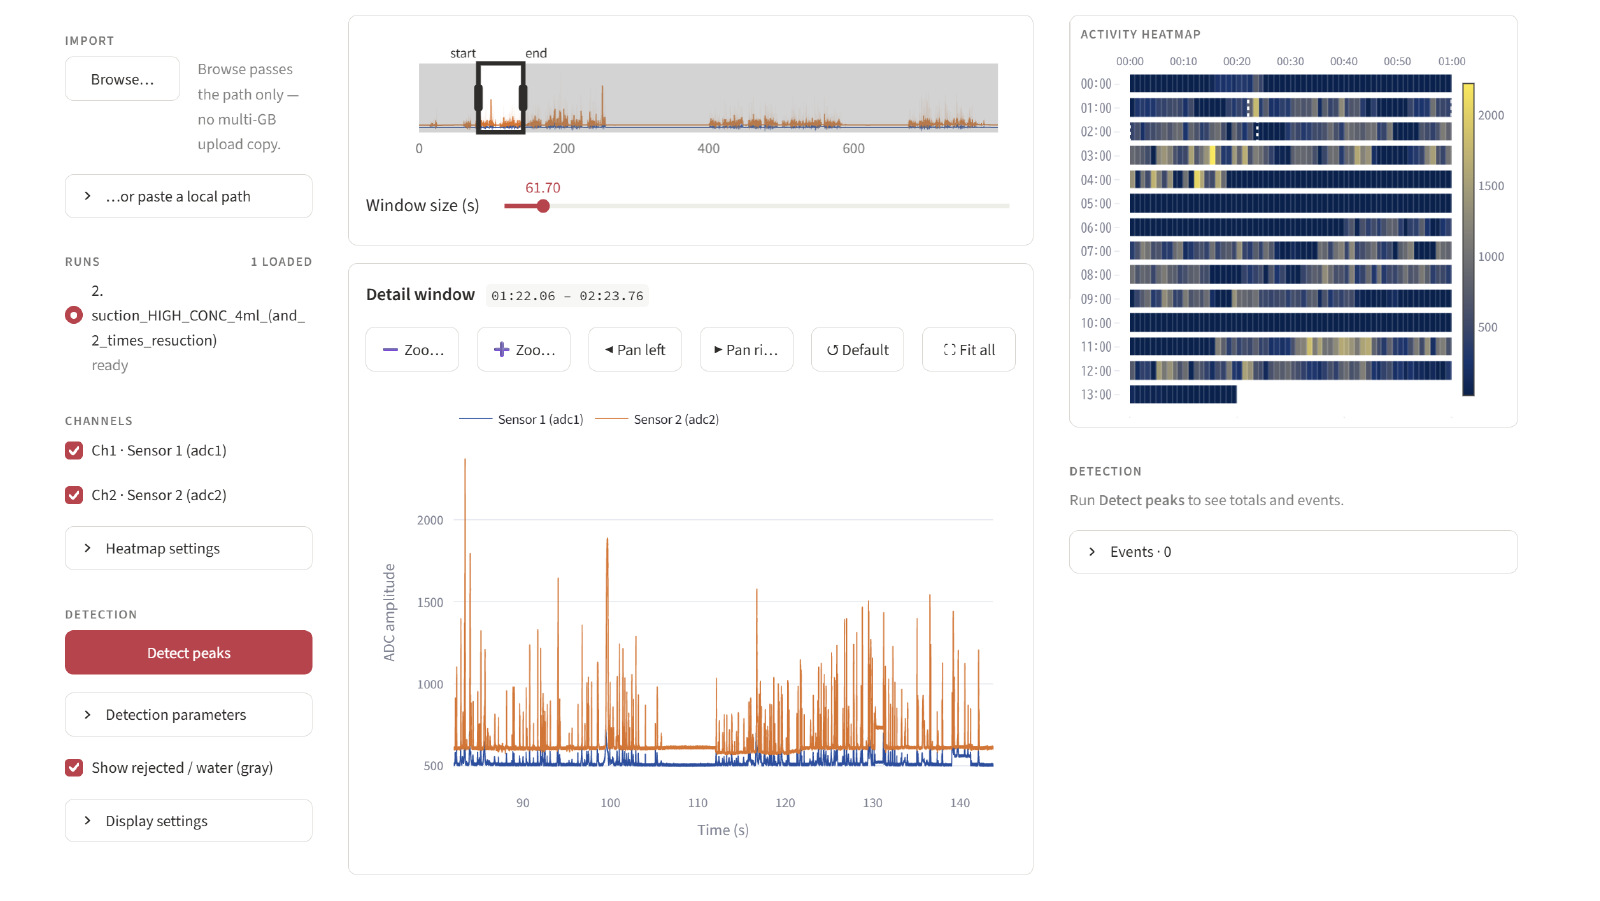 IMPORT
Browse…
Browse passes
the path only —
no multi-GB
upload copy.
…or paste a local path
RUNS 1 LOADED
2.
suction_HIGH_CONC_4ml_(and_
2_times_resuction)
ready
CHANNELS
Ch1 · Sensor 1 (adc1)
Ch2 · Sensor 2 (adc2)
Heatmap settings
DETECTION
Detect peaks
Detection parameters
Show rejected / water (gray)
Display settings
start end
0 200 400 600
61.70
Window size (s)
Detail window 01:22.06 – 02:23.76
Zoo…
Zoo…
Pan left
Pan ri…
Default
Fit all
Sensor 1 (adc1) Sensor 2 (adc2)
2000
1500
1000
500
ADC amplitude
90 100 110 120 130 140
Time (s)
ACTIVITY HEATMAP
00:00 00:10 00:20 00:30 00:40 00:50 01:00
00:00
01:00
02:00
03:00
04:00
05:00
06:00
07:00
08:00
09:00
10:00
11:00
12:00
13:00
2000
1500
1000
500
DETECTION
Run Detect peaks to see totals and events.
Events · 0